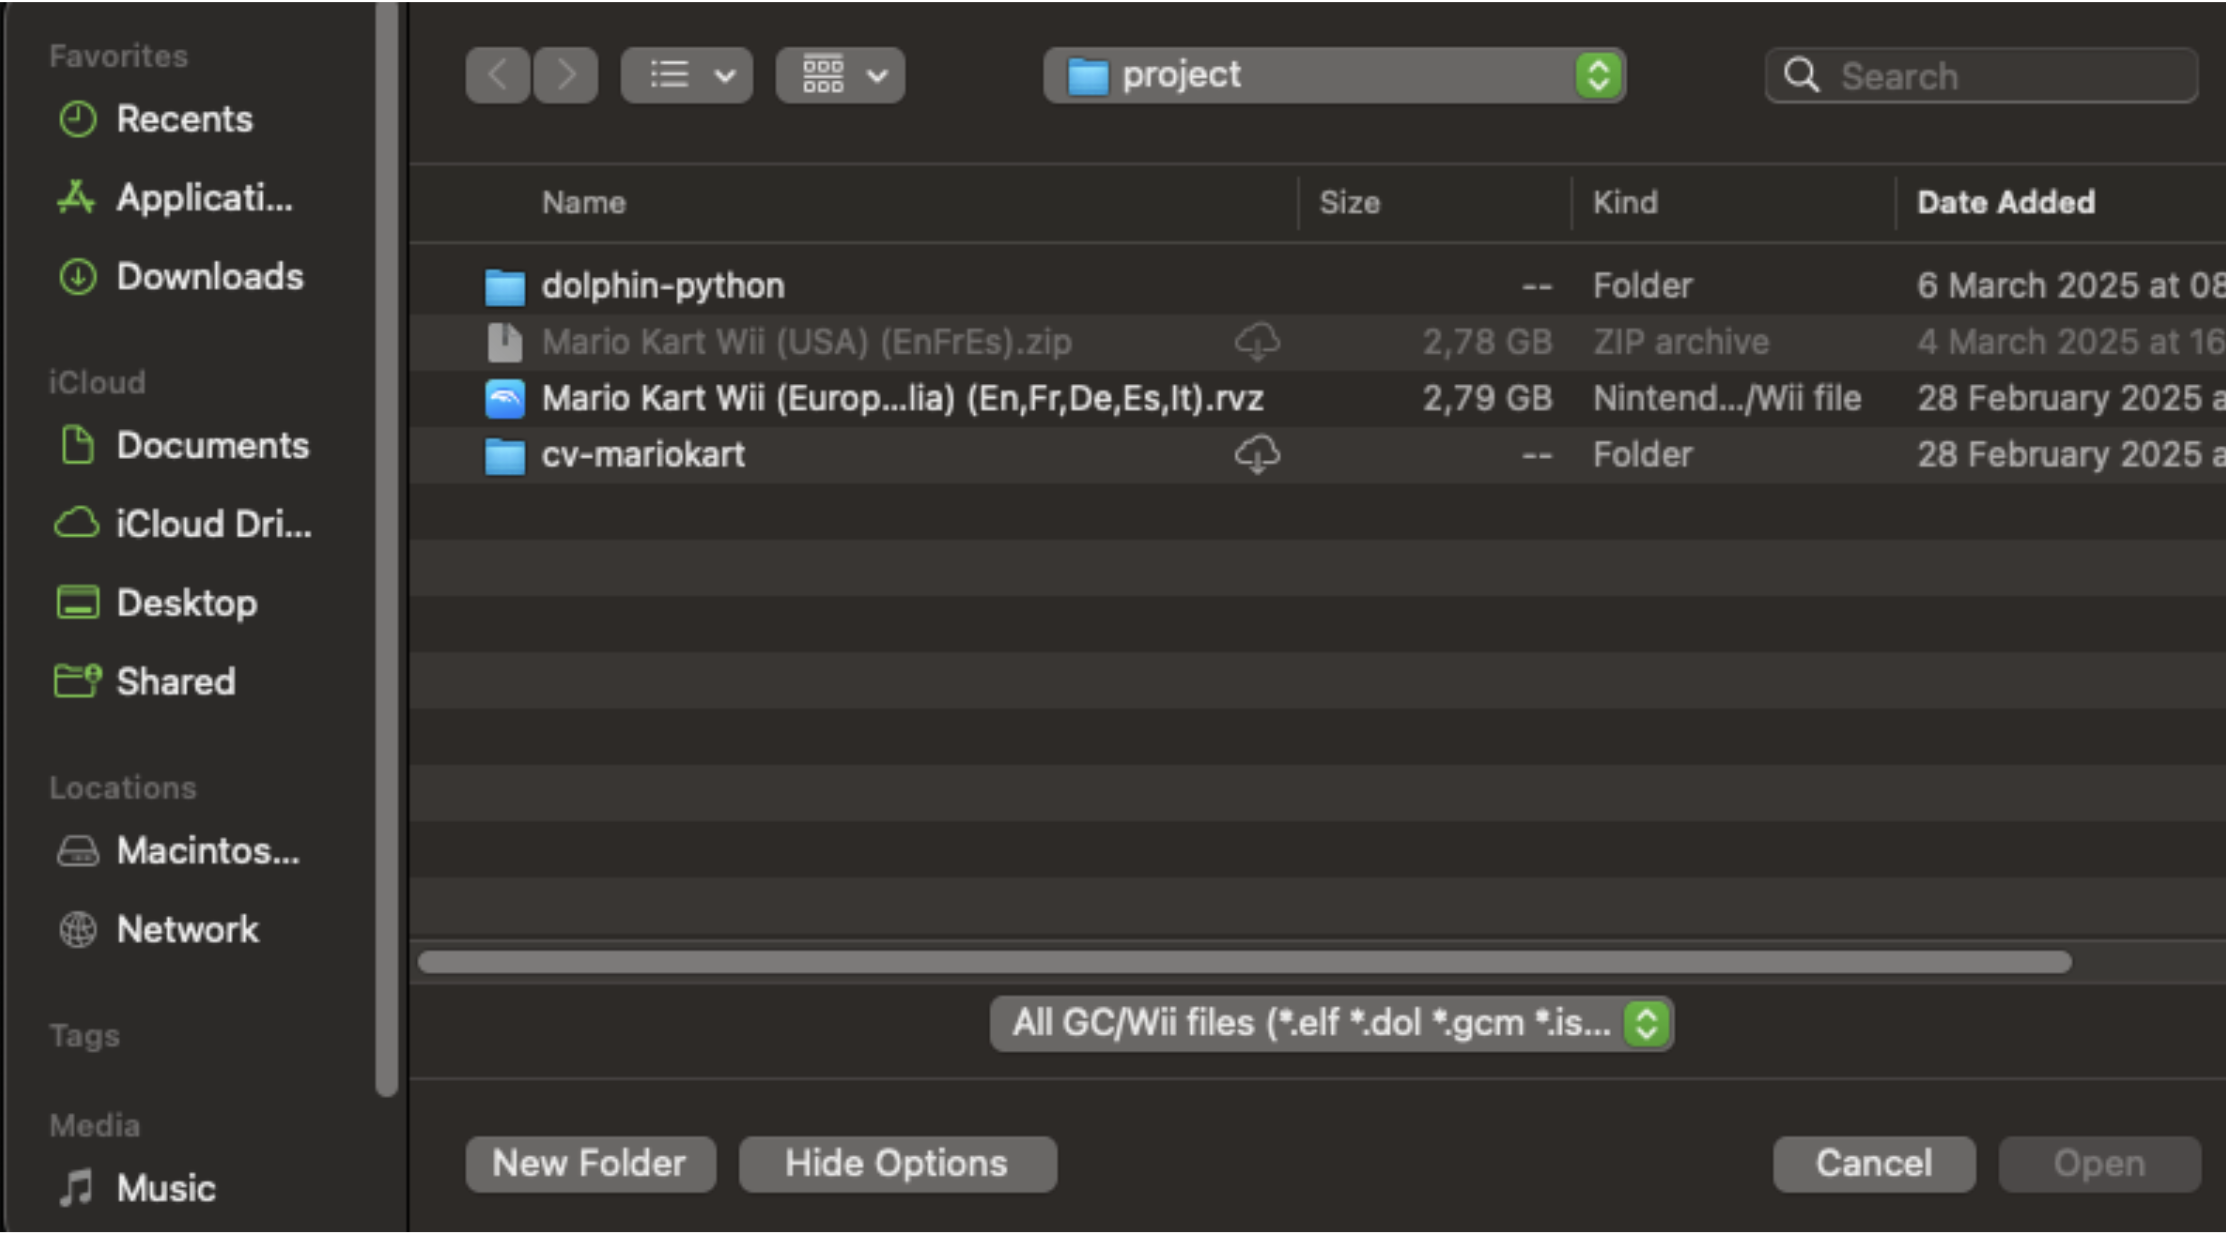 Favorites
Recents
Applicati...
Downloads
iCloud
Documents
iCloud Dri...
Desktop
Shared
Locations
Macintos...
Network
Tags
Media
Music
project
Search
Name Size Kind Date Added
dolphin-python -- Folder 6 March 2025 at 08
Mario Kart Wii (USA) (EnFrEs).zip 2,78 GB ZIP archive 4 March 2025 at 16
Mario Kart Wii (Europ...lia) (En,Fr,De,Es,It).rvz 2,79 GB Nintend.../Wii file 28 February 2025 a
cv-mariokart -- Folder 28 February 2025 a
All GC/Wii files (*.elf *.dol *.gcm *.is...
New Folder Hide Options Cancel Open